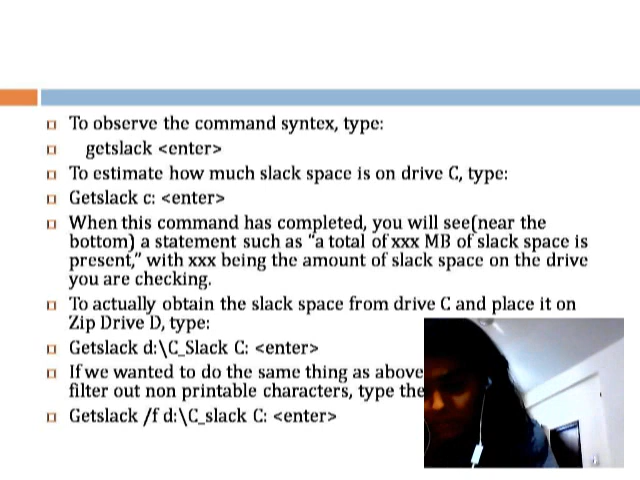 To observe the command syntex, type:
getslack <enter>
To estimate how much slack space is on drive C, type:
Getslack c: <enter>
When this command has completed, you will see(near the
bottom) a statement such as "a total of xxx MB of slack space is
present," with xxx being the amount of slack space on the drive
you are checking.
To actually obtain the slack space from drive C and place it on
Zip Drive D, type:
Getslack d:\C_Slack C: <enter>
If we wanted to do the same thing as above
filter out non printable characters, type the
Getslack /f d:\C_slack C: <enter>